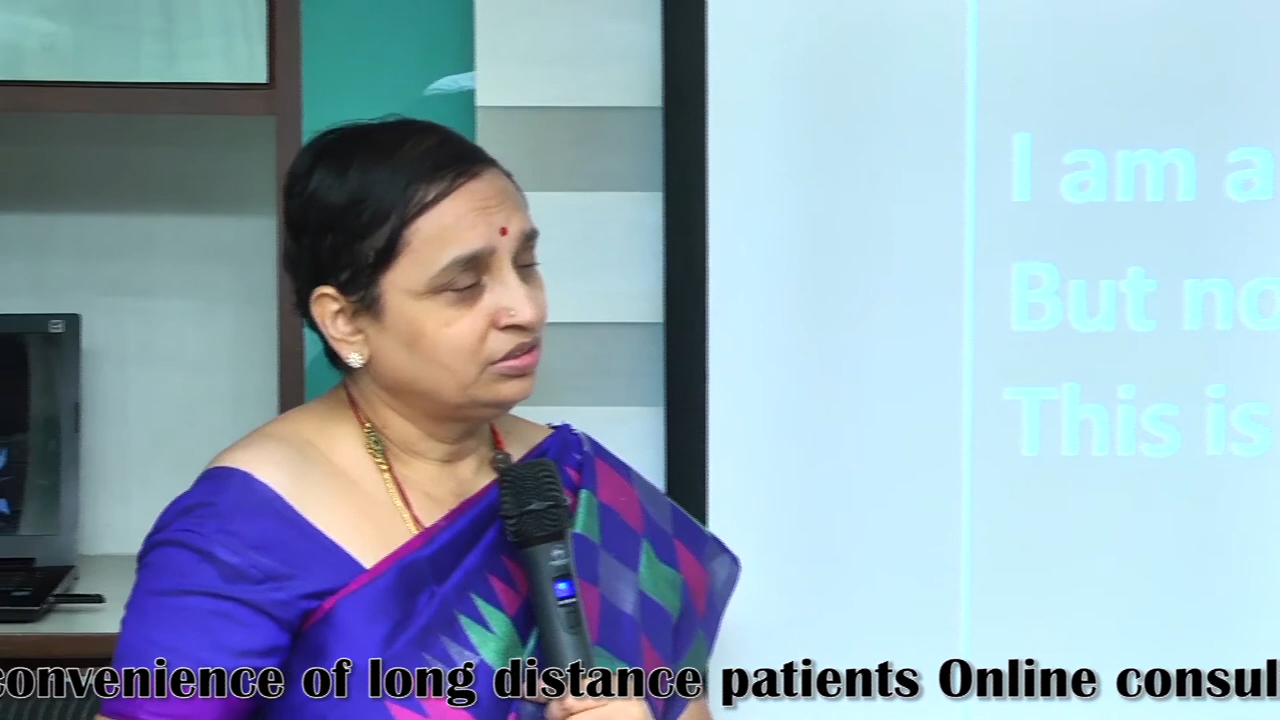 I am a
But no
This is
convenience of long distance patients Online consul